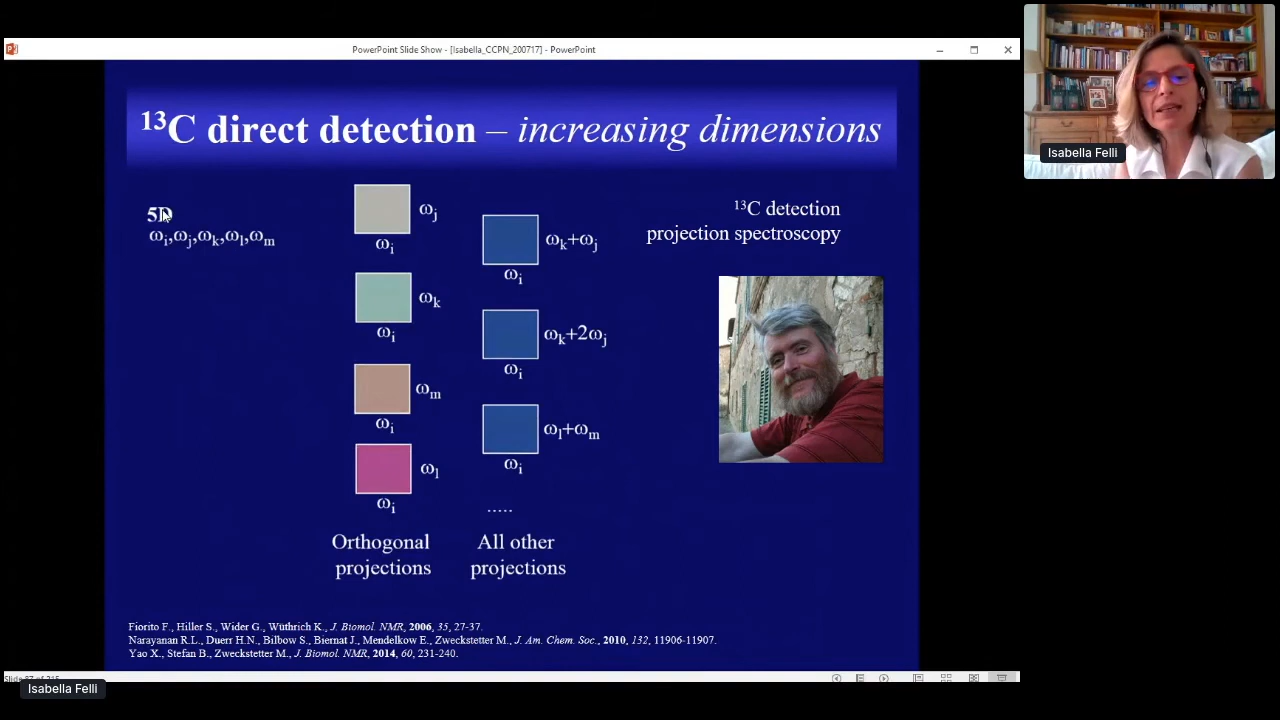 PowerPoint Slide Show - [Isabella_CCPN_200717] - PowerPoint
13C direct detection – increasing dimensions
5D
ωi,ωj,ωk,ωl,ωm
ωj
ωi
ωk
ωi
ωm
ωi
ωl
ωi
Orthogonal
projections
ωk+ωj
ωi
ωk+2ωj
ωi
ωl+ωm
ωi
.....
All other
projections
13C detection
projection spectroscopy
Fiorito F., Hiller S., Wider G., Wüthrich K., J. Biomol. NMR, 2006, 35, 27-37.
Narayanan R.L., Duerr H.N., Bilbow S., Biernat J., Mendelkow E., Zweckstetter M., J. Am. Chem. Soc., 2010, 132, 11906-11907.
Yao X., Stefan B., Zweckstetter M., J. Biomol. NMR, 2014, 60, 231-240.
Isabella Felli
Isabella Felli